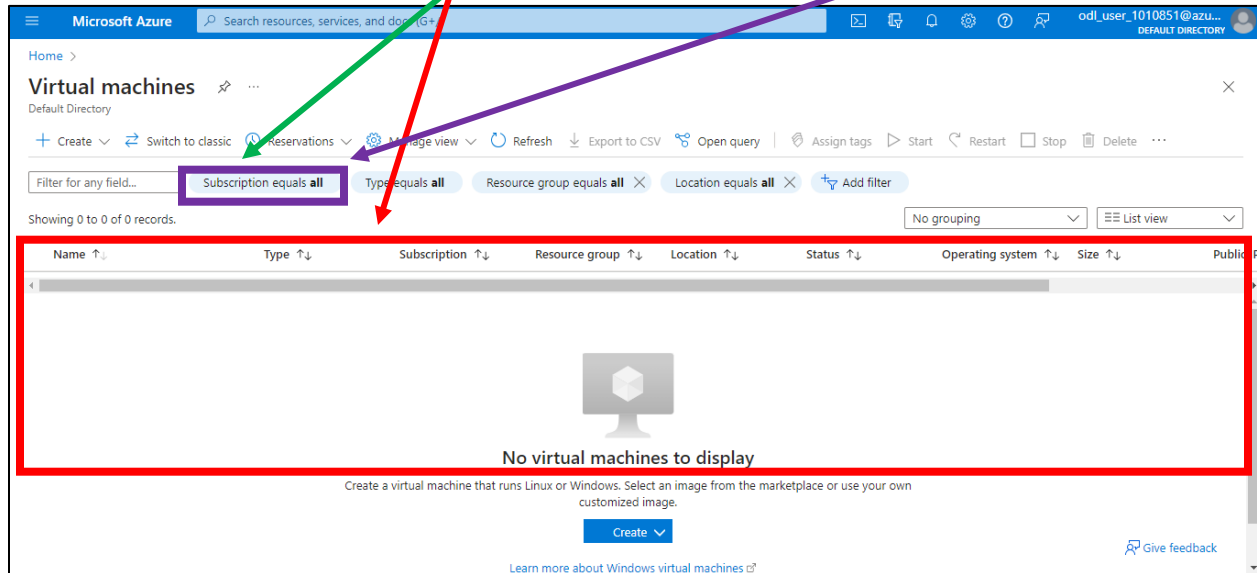 Microsoft Azure Search resources, services, and doc (G+/) odl_user_1010851@azu...
DEFAULT DIRECTORY
Home >
Virtual machines ...
Default Directory
+ Create Switch to classic Reservations Manage view Refresh Export to CSV Open query Assign tags Start Restart Stop Delete ...
Filter for any field... Subscription equals all Type equals all Resource group equals all Location equals all Add filter
Showing 0 to 0 of 0 records. No grouping List view
Name Type Subscription Resource group Location Status Operating system Size Public
No virtual machines to display
Create a virtual machine that runs Linux or Windows. Select an image from the marketplace or use your own
customized image.
Create
Give feedback
Learn more about Windows virtual machines